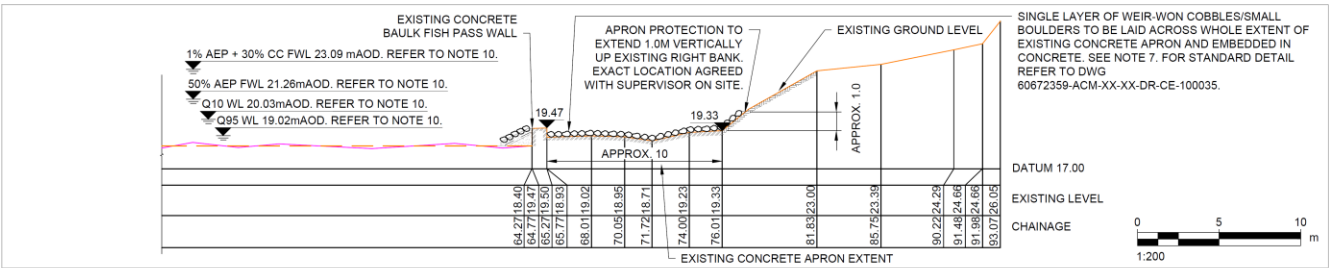 EXISTING CONCRETE
BAULK FISH PASS WALL
1% AEP + 30% CC FWL 23.09 mAOD. REFER TO NOTE 10.
50% AEP FWL 21.26mAOD. REFER TO NOTE 10.
Q10 WL 20.03mAOD. REFER TO NOTE 10.
Q95 WL 19.02mAOD. REFER TO NOTE 10.
APRON PROTECTION TO
EXTEND 1.0M VERTICALLY
UP EXISTING RIGHT BANK.
EXACT LOCATION AGREED
WITH SUPERVISOR ON SITE.
EXISTING GROUND LEVEL
SINGLE LAYER OF WEIR-WON COBBLES/SMALL
BOULDERS TO BE LAID ACROSS WHOLE EXTENT OF
EXISTING CONCRETE APRON AND EMBEDDED IN
CONCRETE. SEE NOTE 7. FOR STANDARD DETAIL
REFER TO DWG
60672359-ACM-XX-XX-DR-CE-100035.
19.47
19.33
APPROX. 1.0
APPROX. 10
DATUM 17.00
EXISTING LEVEL
18.40
19.47
19.50
18.93
19.02
18.95
18.71
19.23
19.33
23.00
23.39
24.29
24.66
24.66
26.05
CHAINAGE
64.27
64.77
65.27
65.77
68.01
70.05
71.72
74.00
76.01
81.83
85.75
90.22
91.48
91.98
93.07
EXISTING CONCRETE APRON EXTENT
0 5 10
m
1:200